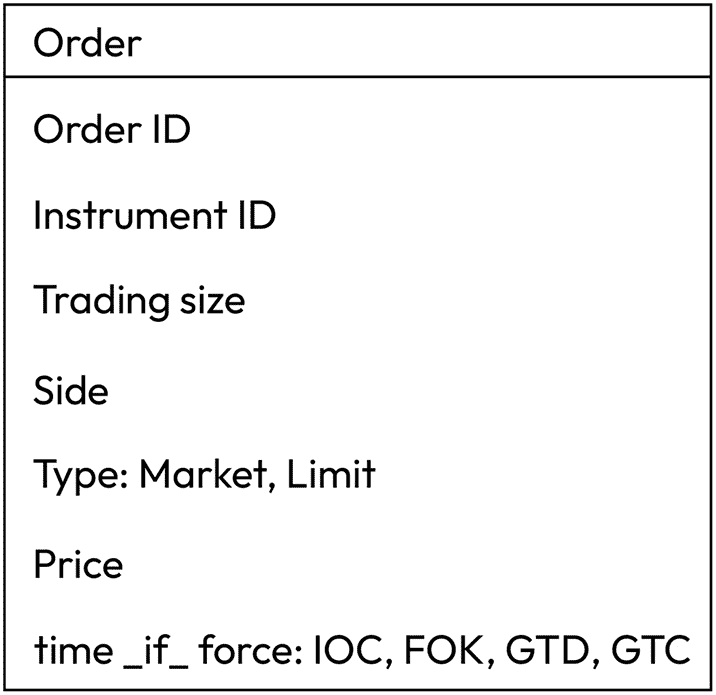 Order
Order ID
Instrument ID
Trading size
Side
Type: Market, Limit
Price
time _if_ force: IOC, FOK, GTD, GTC